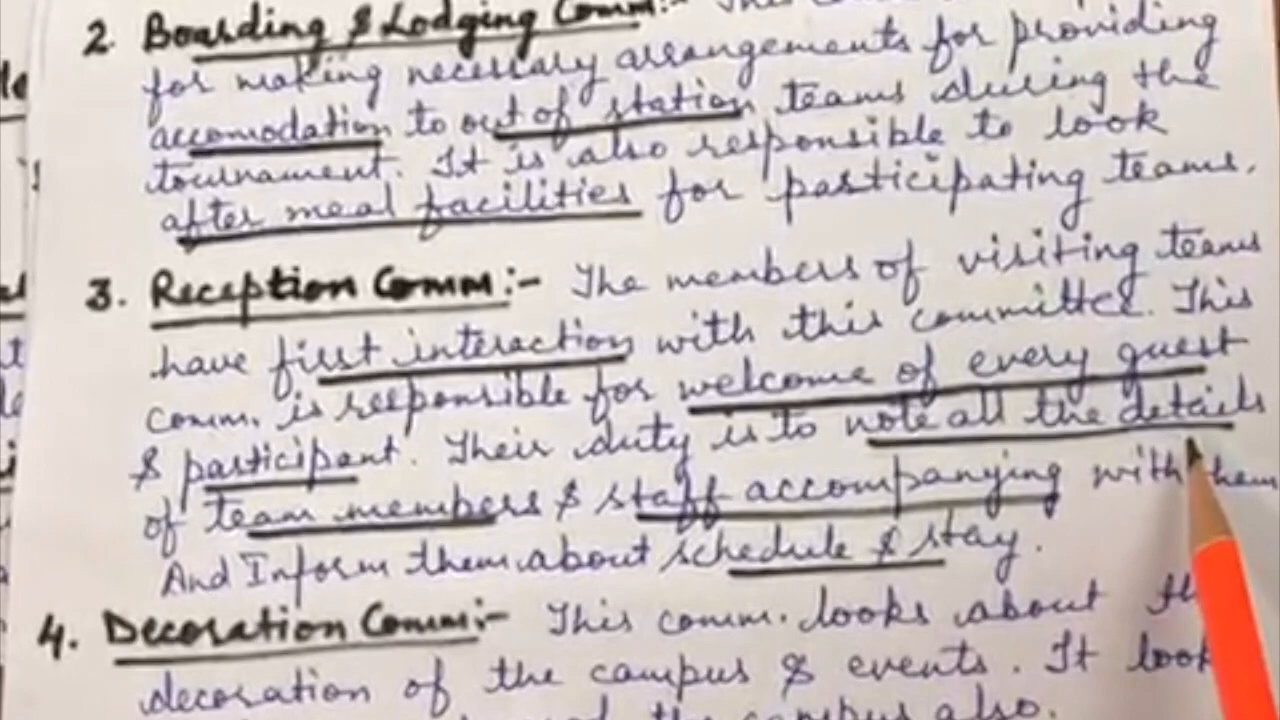 2. Boarding & Lodging Comm:- This
for making necessary arrangements for providing
accomodation to out of station teams during the
tournament. It is also responsible to look
after meal facilities for participating teams.
3. Reception Comm:- The members of visiting teams
have first interaction with this committee. This
comm. is responsible for welcome of every guest
& participant. Their duty is to note all the details
of team members & staff accompanying with them
And Inform them about schedule & stay.
4. Decoration Comm:- This comm. looks about the
decoration of the campus & events. It look
the campus also.